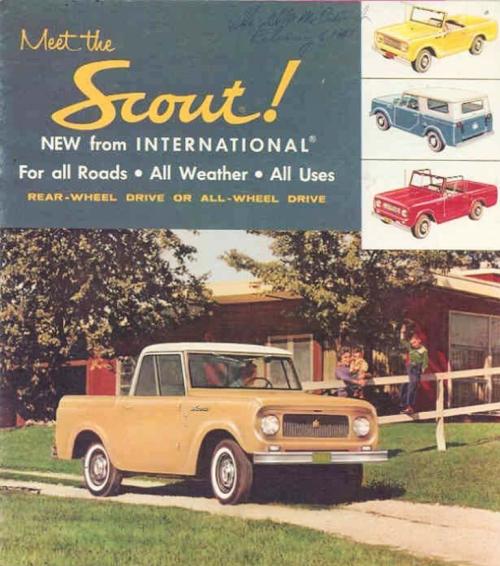 Meet the
Scout!
NEW from INTERNATIONAL®
For all Roads • All Weather • All Uses
REAR-WHEEL DRIVE OR ALL-WHEEL DRIVE